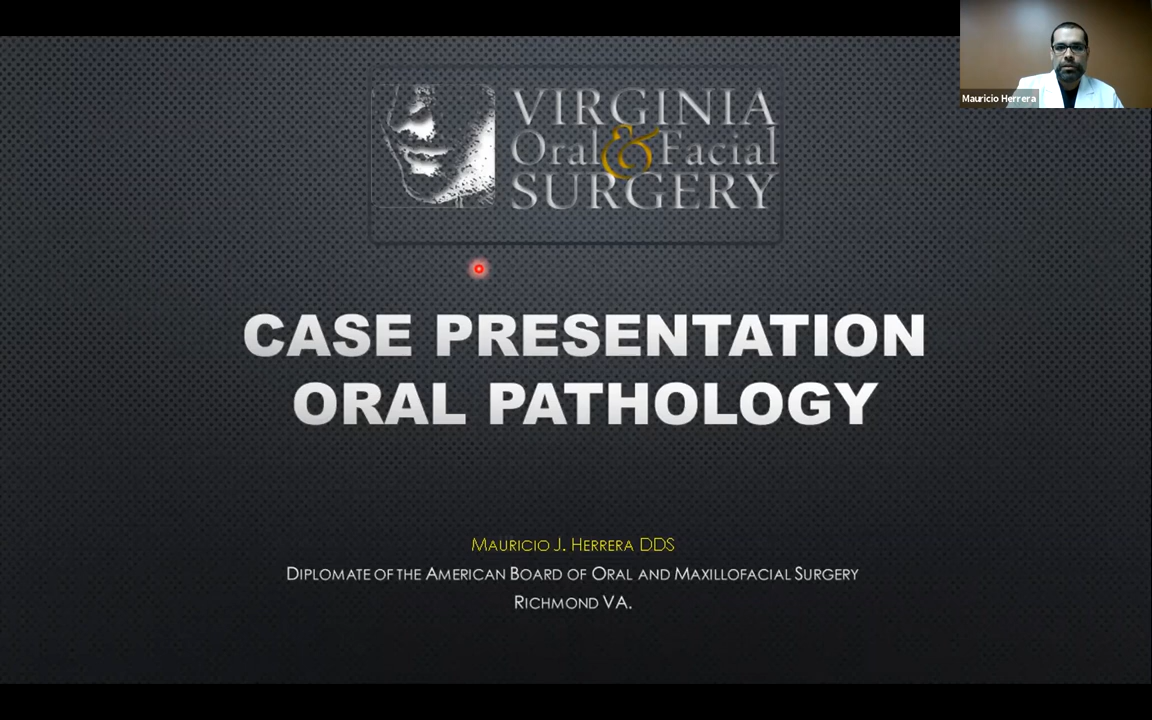 Mauricio Herrera
VIRGINIA
Oral & Facial
SURGERY
CASE PRESENTATION
ORAL PATHOLOGY
MAURICIO J. HERRERA DDS
DIPLOMATE OF THE AMERICAN BOARD OF ORAL AND MAXILLOFACIAL SURGERY
RICHMOND VA.